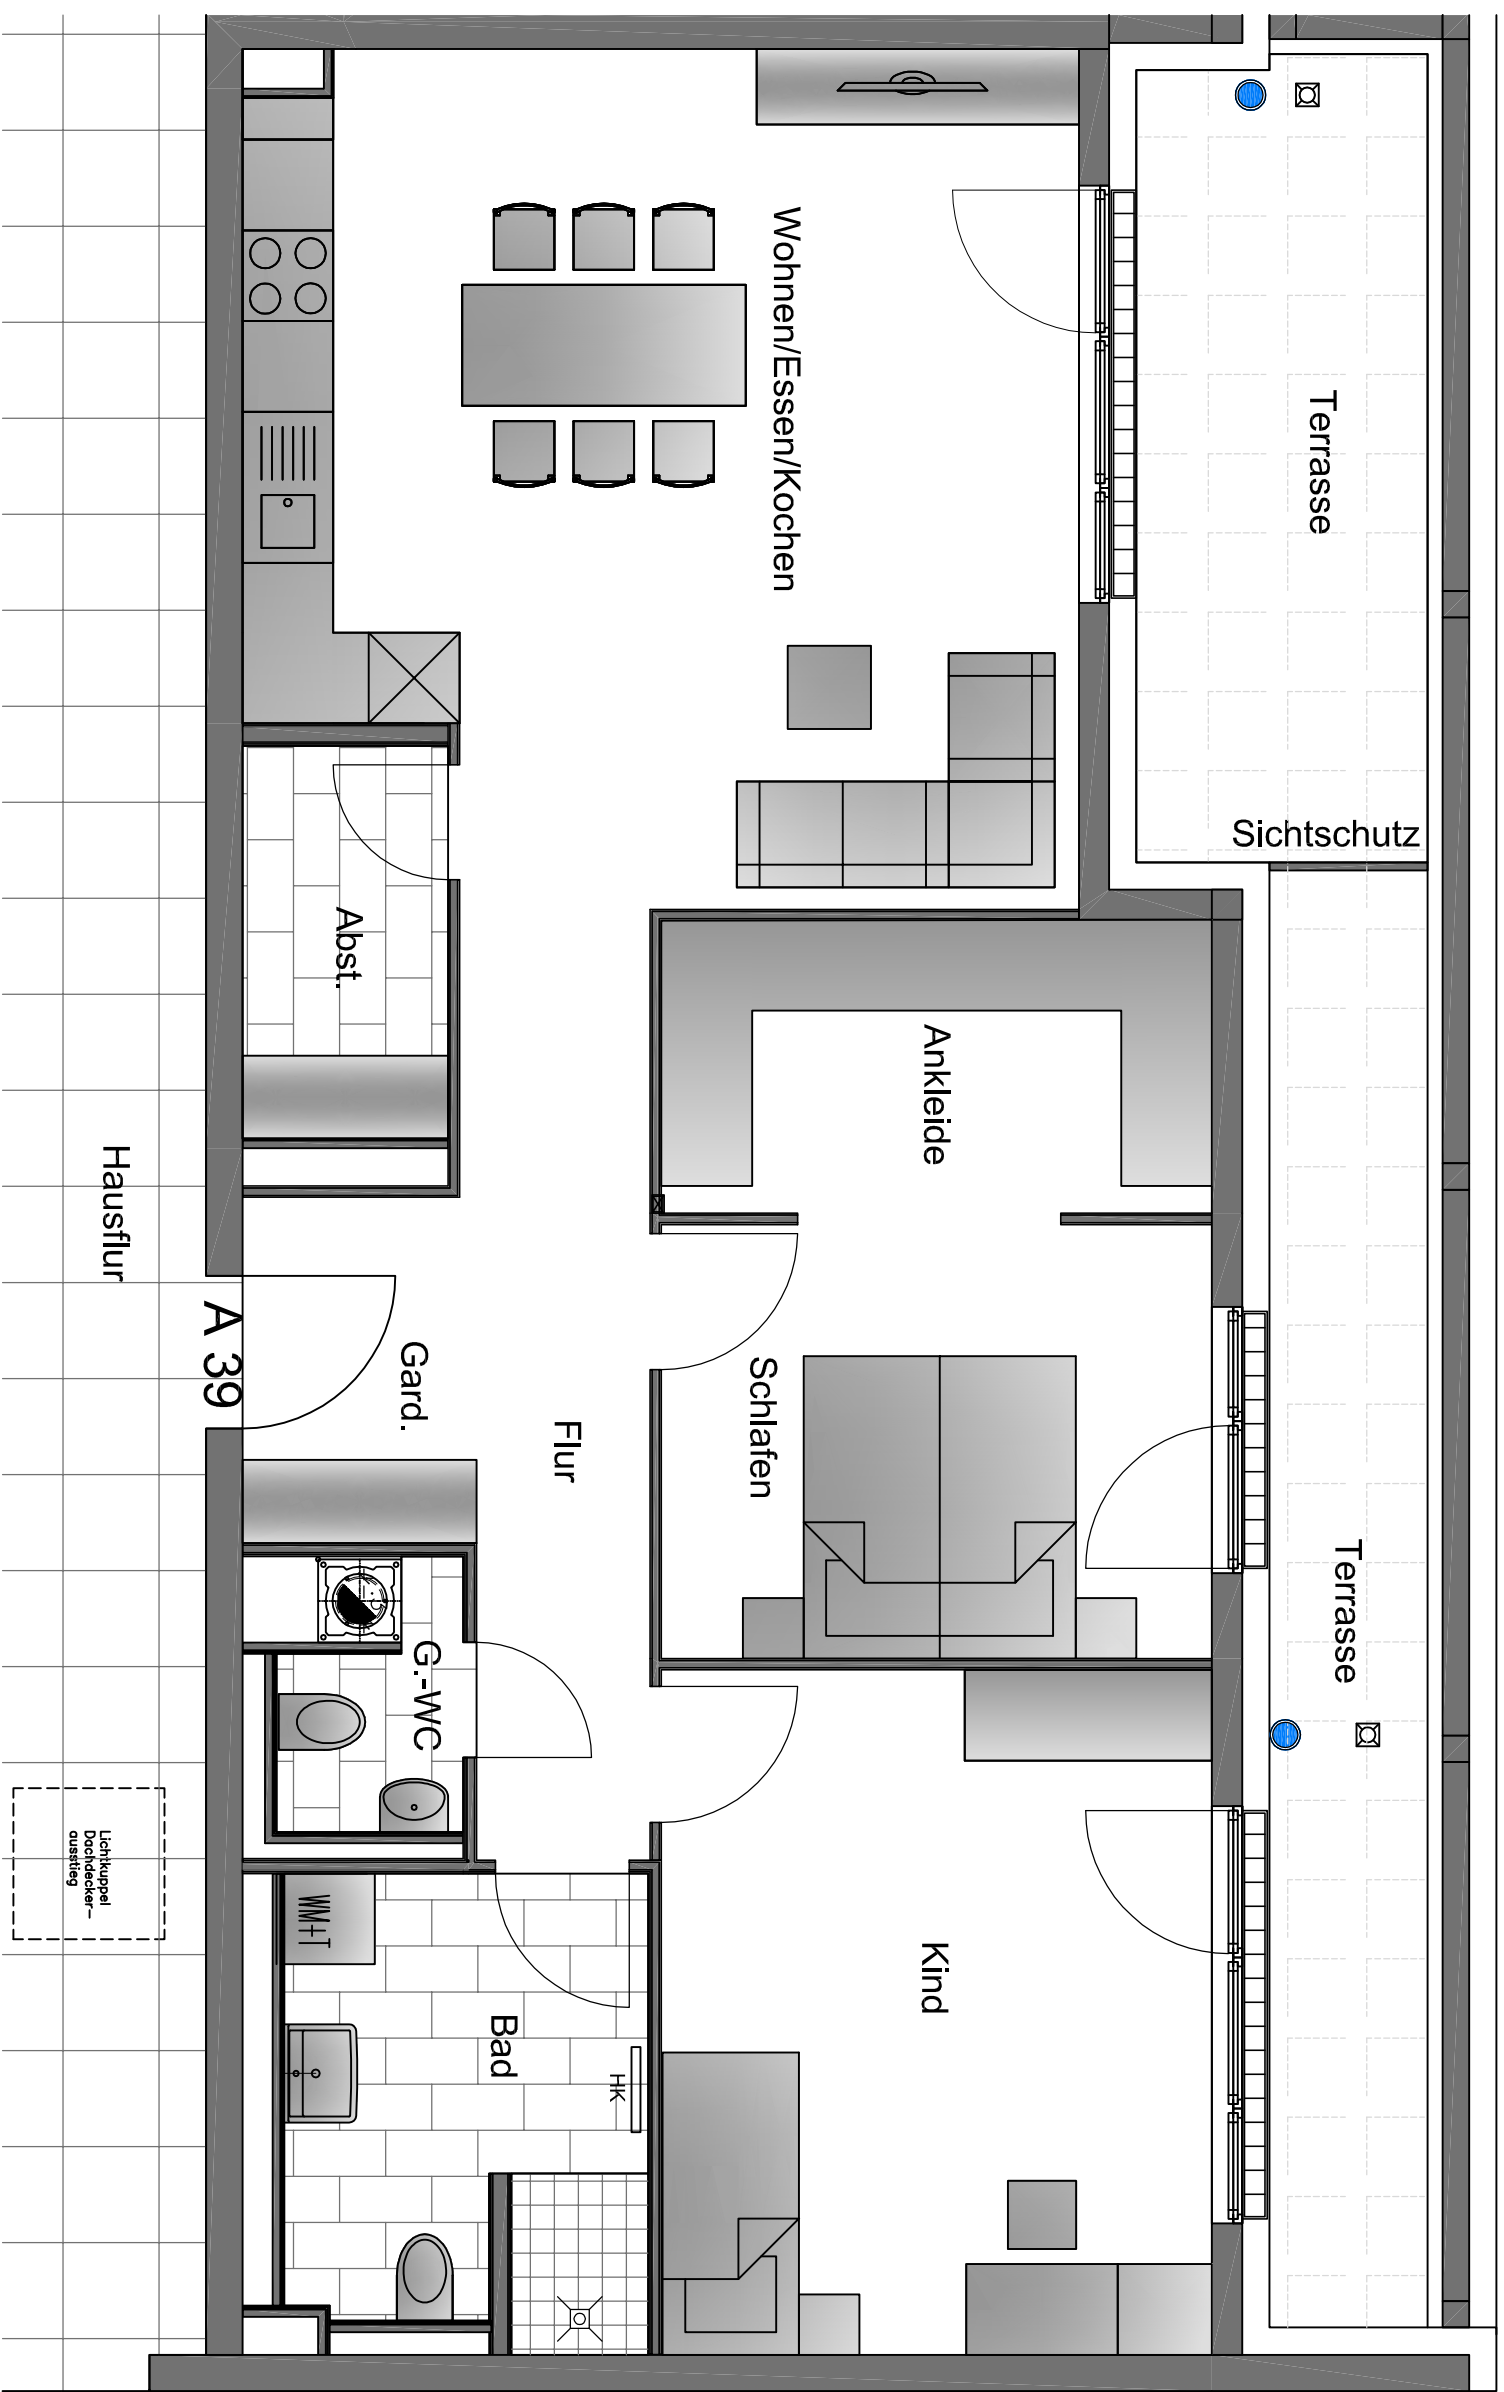 Wohnen/Essen/Kochen
Terrasse
Sichtschutz
Abst.
Ankleide
Hausflur
A 39
Gard.
Flur
Schlafen
Terrasse
G.-WC
Lichtkuppel
Dachdecker-
ausstieg
WM+T
Bad
HK
Kind